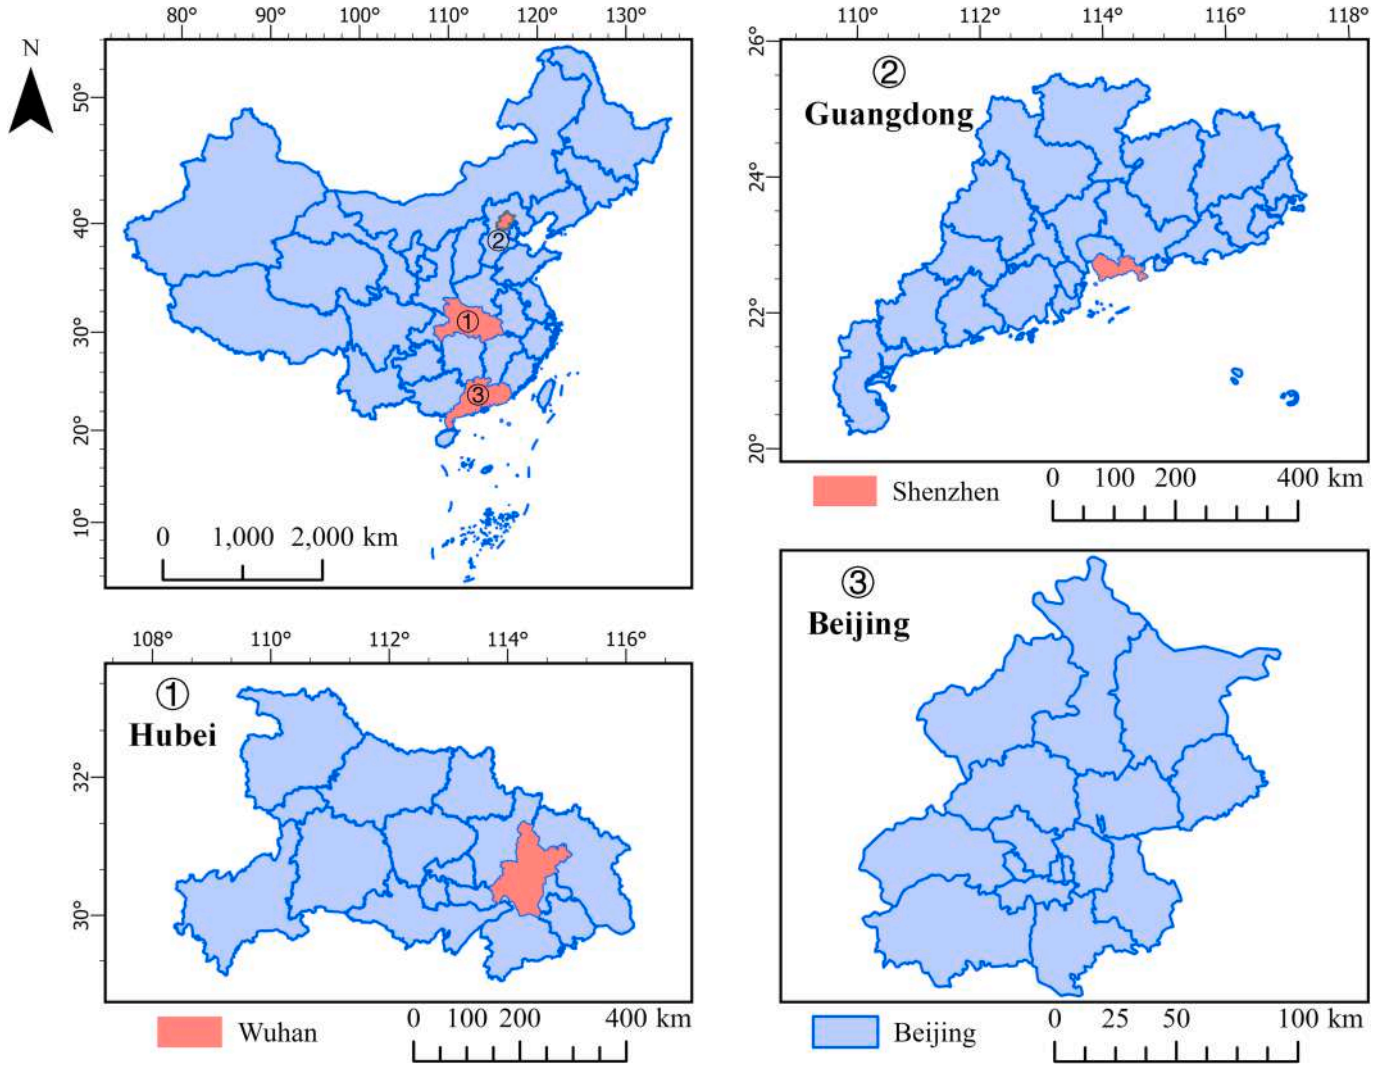 80° 90° 100° 110° 120° 130°
N
50°
40°
30°
20°
10°
②
①
③
0 1,000 2,000 km
110° 112° 114° 116° 118°
26°
24°
22°
20°
②
Guangdong
Shenzhen
0 100 200 400 km
108° 110° 112° 114° 116°
32°
30°
①
Hubei
Wuhan
0 100 200 400 km
③
Beijing
Beijing
0 25 50 100 km